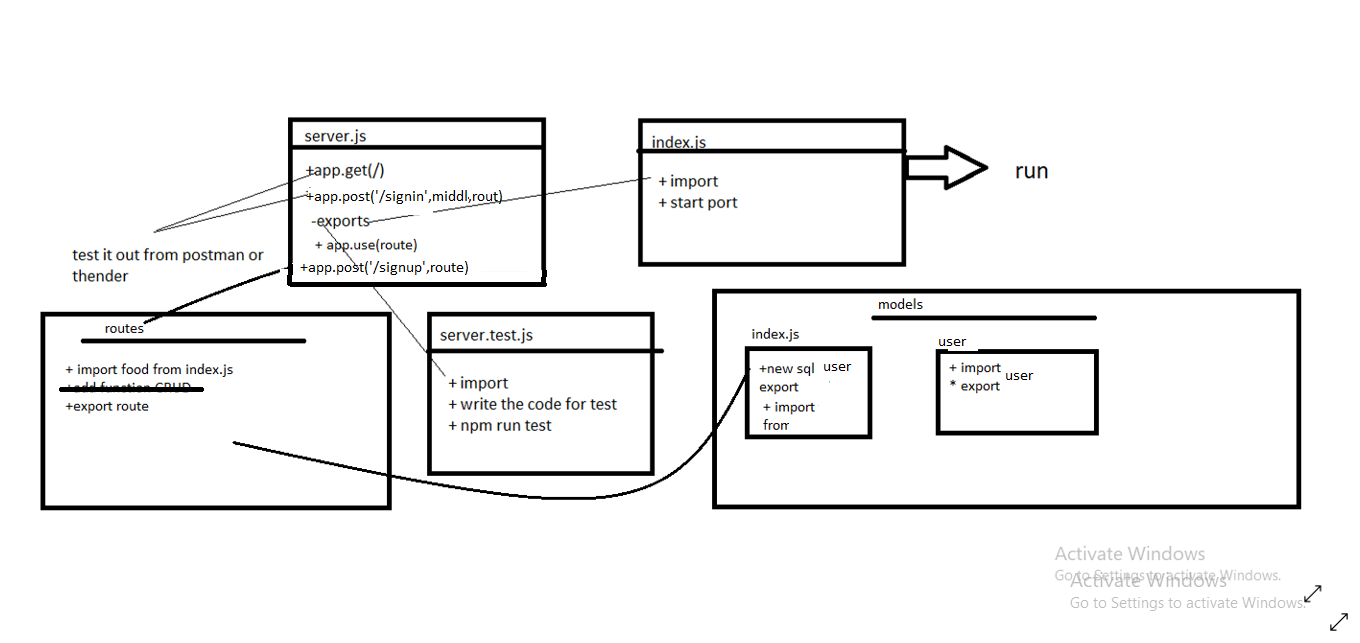 server.js
+app.get(/)
+app.post('/signin',middl,rout)
-exports
+ app.use(route)
+app.post('/signup',route)
index.js
+ import
+ start port
run
test it out from postman or
thender
routes
+ import food from index.js
+add function CRUD
+export route
server.test.js
+ import
+ write the code for test
+ npm run test
models
index.js
+new sql user
export
+ import
from
user
+ import
* export user
Activate Windows
Go to Settings to activate Windows.
Activate Windows
Go to Settings to activate Windows.